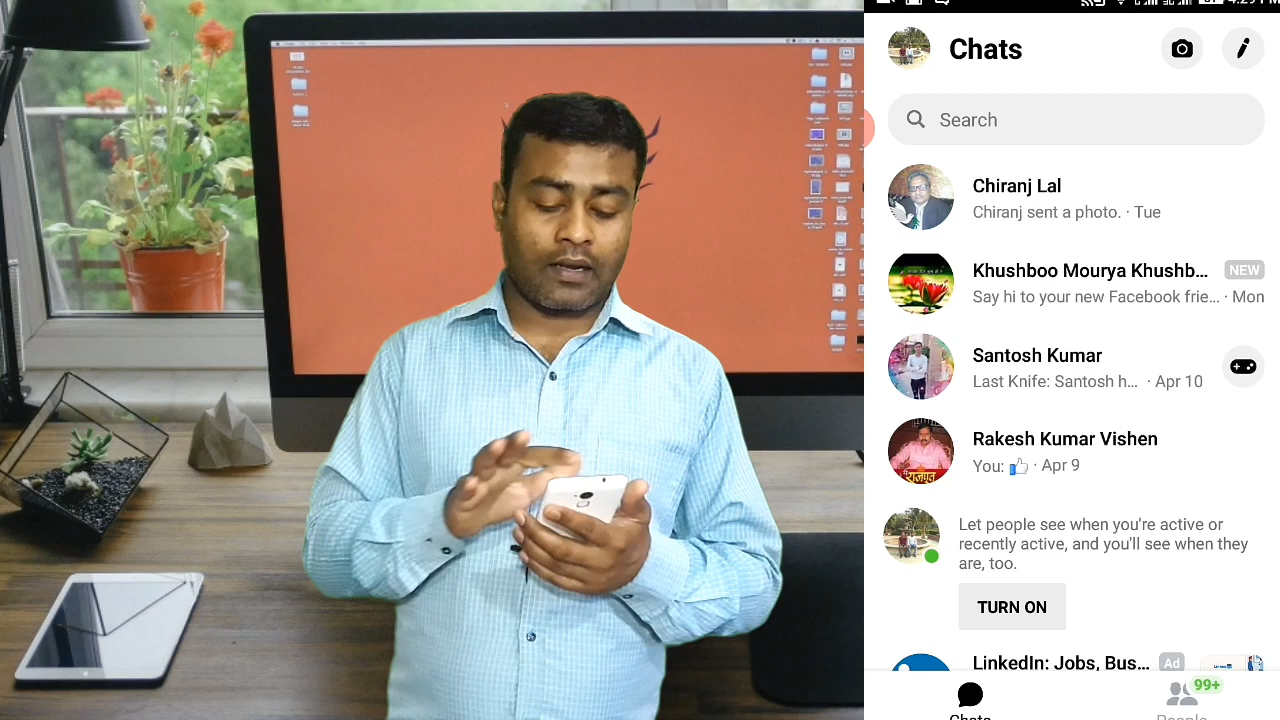 Chats
Search
Chiranj Lal
Chiranj sent a photo. · Tue
Khushboo Mourya Khushb... NEW
Say hi to your new Facebook frie... · Mon
Santosh Kumar
Last Knife: Santosh h... · Apr 10
Rakesh Kumar Vishen
You: 👍 · Apr 9
राजपूत
Let people see when you're active or
recently active, and you'll see when they
are, too.
TURN ON
LinkedIn: Jobs, Bus... Ad
99+
Chats
People